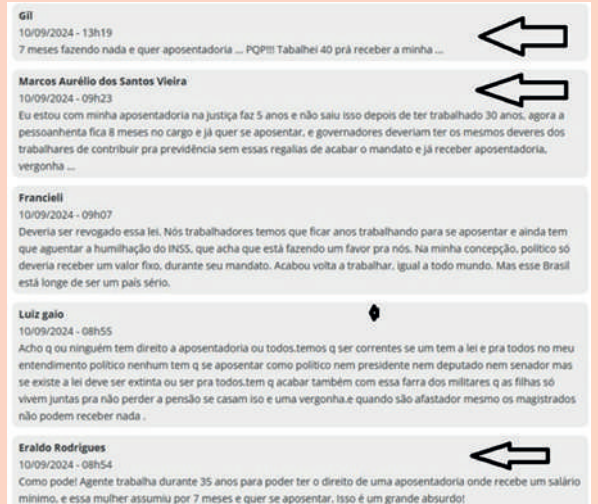 Gil
10/09/2024 - 13h19
7 meses fazendo nada e quer aposentadoria ... PQP!!! Tabalhei 40 prá receber a minha ...
Marcos Aurélio dos Santos Vieira
10/09/2024 - 09h23
Eu estou com minha aposentadoria na justiça faz 5 anos e não saiu isso depois de ter trabalhado 30 anos, agora a
pessoanhenta fica 8 meses no cargo e já quer se aposentar, e governadores deveriam ter os mesmos deveres dos
trabalhares de contribuir pra previdência sem essas regalias de acabar o mandato e já receber aposentadoria,
vergonha ...
Francieli
10/09/2024 - 09h07
Deveria ser revogado essa lei. Nós trabalhadores temos que ficar anos trabalhando para se aposentar e ainda tem
que aguentar a humilhação do INSS, que acha que está fazendo um favor pra nós. Na minha concepção, politico só
deveria receber um valor fixo, durante seu mandato. Acabou volta a trabalhar, igual a todo mundo. Mas esse Brasil
está longe de ser um país sério.
Luiz gaio
10/09/2024 - 08h55
Acho q ou ninguém tem direito a aposentadoria ou todos.temos q ser correntes se um tem a lei e pra todos no meu
entendimento político nenhum tem q se aposentar como político nem presidente nem deputado nem senador mas
se existe a lei deve ser extinta ou ser pra todos.tem q acabar também com essa farra dos militares q as filhas só
vivem juntas pra não perder a pensão se casam iso e uma vergonha.e quando são afastador mesmo os magistrados
não podem receber nada .
Eraldo Rodrigues
10/09/2024 - 08h54
Como pode! Agente trabalha durante 35 anos para poder ter o direito de uma aposentadoria onde recebe um salário
mínimo, e essa mulher assumiu por 7 meses e quer se aposentar. Isso é um grande absurdo!